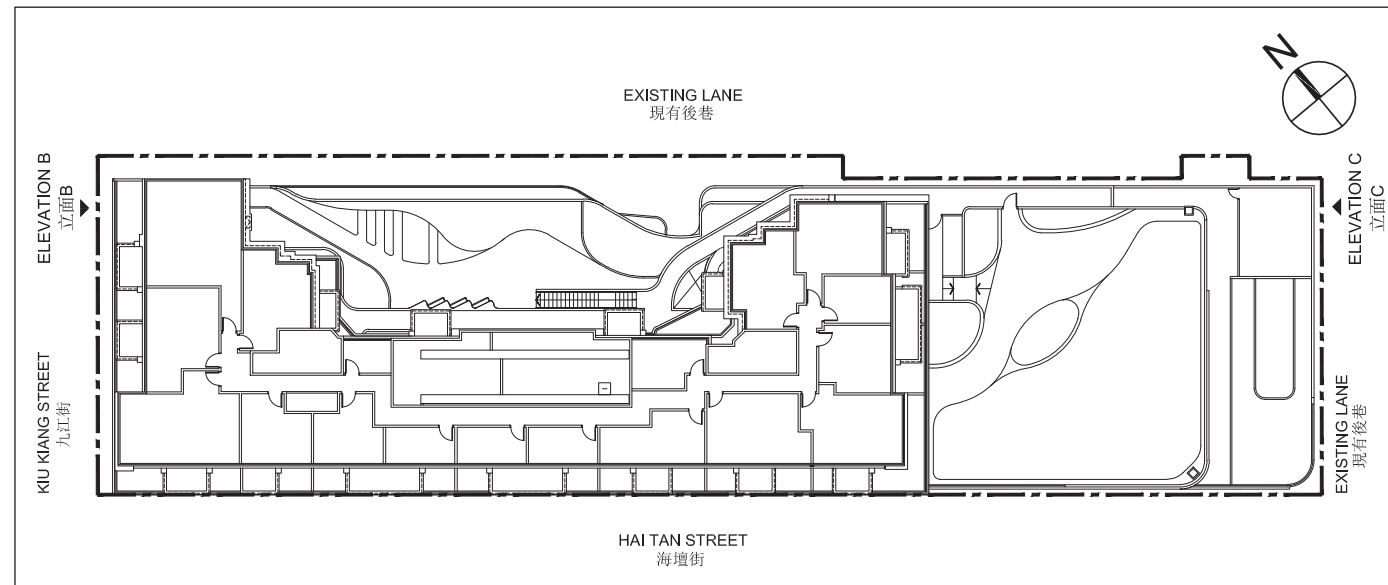 N
EXISTING LANE
現有後巷
ELEVATION B
立面B
ELEVATION C
立面C
KIU KIANG STREET
九江街
EXISTING LANE
現有後巷
HAI TAN STREET
海壇街